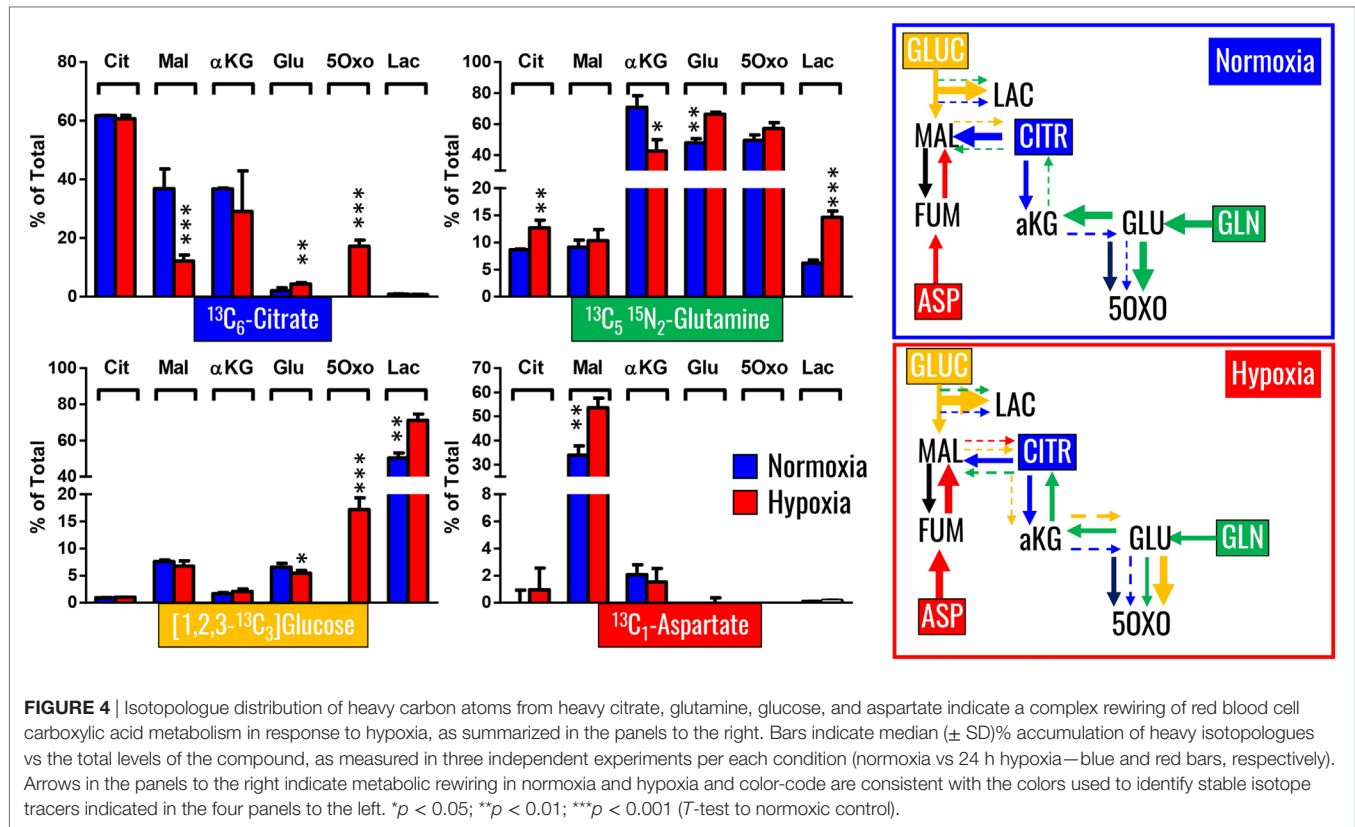 Cit Mal αKG Glu 5Oxo Lac
% of Total
80
60
40
20
0
***
**
***
¹³C₆-Citrate
Cit Mal αKG Glu 5Oxo Lac
% of Total
100
80
60
40
20
15
10
5
0
**
*
**
***
¹³C₅ ¹⁵N₂-Glutamine
Cit Mal αKG Glu 5Oxo Lac
% of Total
100
80
60
40
20
15
10
5
0
*
***
**
[1,2,3-¹³C₃]Glucose
Cit Mal αKG Glu 5Oxo Lac
% of Total
70
60
50
40
30
8
6
4
2
0
**
Normoxia
Hypoxia
¹³C₁-Aspartate
Normoxia
GLUC
LAC
MAL
CITR
FUM
aKG
GLU
GLN
ASP
5OXO
Hypoxia
GLUC
LAC
MAL
CITR
FUM
aKG
GLU
GLN
ASP
5OXO
FIGURE 4 | Isotopologue distribution of heavy carbon atoms from heavy citrate, glutamine, glucose, and aspartate indicate a complex rewiring of red blood cell
carboxylic acid metabolism in response to hypoxia, as summarized in the panels to the right. Bars indicate median (± SD)% accumulation of heavy isotopologues
vs the total levels of the compound, as measured in three independent experiments per each condition (normoxia vs 24 h hypoxia—blue and red bars, respectively).
Arrows in the panels to the right indicate metabolic rewiring in normoxia and hypoxia and color-code are consistent with the colors used to identify stable isotope
tracers indicated in the four panels to the left. *p < 0.05; **p < 0.01; ***p < 0.001 (T-test to normoxic control).